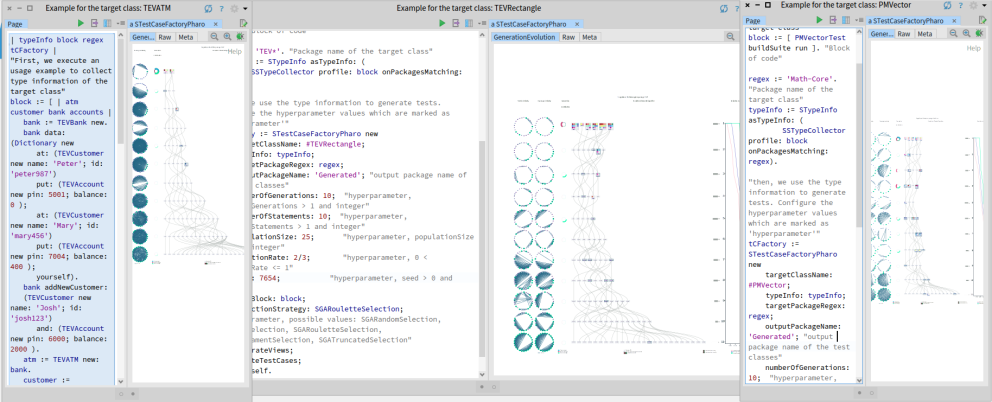 Example for the target class: TEVATM
a STestCaseFactoryPharo ×
Gener... Raw Meta
Help
| typeInfo block regex
tCFactory |
"First, we execute an
usage example to collect
type information of the
target class"
block := [ | atm
customer bank accounts |
bank := TEVBank new.
bank data:
(Dictionary new
at: (TEVCustomer
new name: 'Peter'; id:
'peter987')
put: (TEVAccount
new pin: 5001; balance:
0 );
at: (TEVCustomer
new name: 'Mary'; id:
'mary456')
put: (TEVAccount
new pin: 7004; balance:
400 );
yourself).
bank addNewCustomer:
(TEVCustomer new
name: 'Josh'; id:
'josh123')
and: (TEVAccount
new pin: 6000; balance:
2000 ).
atm := TEVATM new:
bank.
customer :=
Example for the target class: TEVRectangle
a STestCaseFactoryPharo ×
GenerationEvolution Raw Meta
block of code"
'TEV*'. "Package name of the target class"
:= STypeInfo asTypeInfo: (
SSTypeCollector profile: block onPackagesMatching:
e use the type information to generate tests.
e the hyperparameter values which are marked as
rameter'"
y := STestCaseFactoryPharo new
etClassName: #TEVRectangle;
Info: typeInfo;
etPackageRegex: regex;
utPackageName: 'Generated'; "output package name of
classes"
erOfGenerations: 10; "hyperparameter,
Generations > 1 and integer"
erOfStatements: 10; "hyperparameter,
Statements > 1 and integer"
lationSize: 25; "hyperparameter, populationSize
integer"
tionRate: 2/3; "hyperparameter, 0 <
Rate <= 1"
: 7654; "hyperparameter, seed > 0 and
Block: block;
ctionStrategy: SGARouletteSelection;
rameter, possible values: SGARandomSelection,
election, SGARouletteSelection,
amentSelection, SGATruncatedSelection"
rateViews;
teTestCases;
self.
Example for the target class: PMVector
Page
a STestCaseFactoryPharo ×
Gener... Raw Meta
target class"
block := [ PMVectorTest
buildSuite run ]. "Block
of code"
regex := 'Math-Core'.
"Package name of the
target class"
typeInfo := STypeInfo
asTypeInfo: (
SSTypeCollector
profile: block
onPackagesMatching:
regex).
"then, we use the type
information to generate
tests. Configure the
hyperparameter values
which are marked as
'hyperparameter'"
tCFactory :=
STestCaseFactoryPharo
new
targetClassName:
#PMVector;
typeInfo: typeInfo;
targetPackageRegex:
regex;
outputPackageName:
'Generated'; "output
package name of the test
classes"
numberOfGenerations:
10; "hyperparameter,